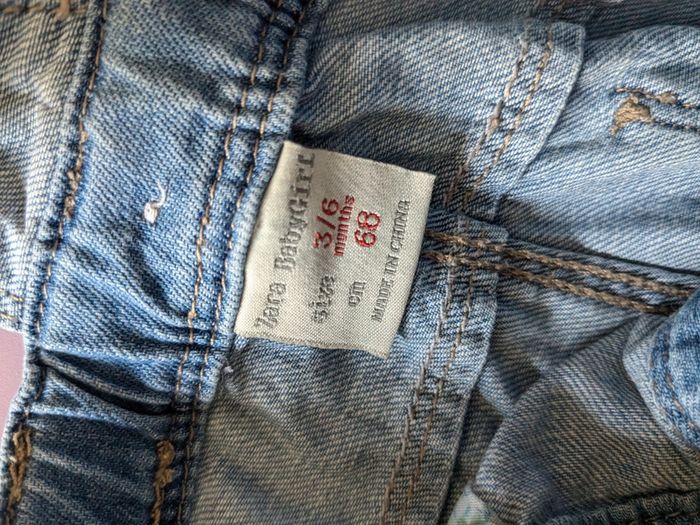 Zara BabyGirl
size 3/6
months
cm 68
MADE IN CHINA